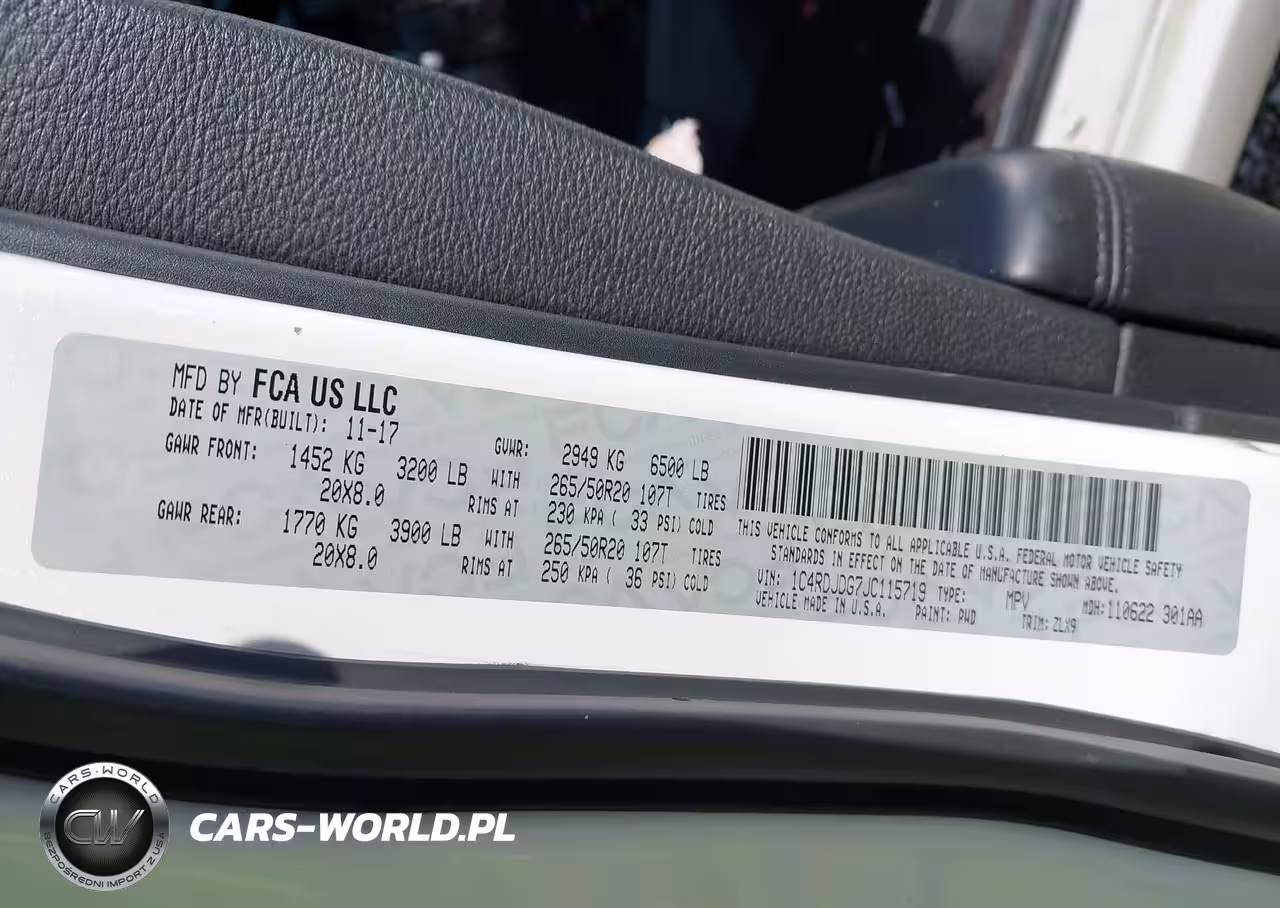 MFD BY FCA US LLC
DATE OF MFR(BUILT): 11-17
GVWR: 2949 KG 6500 LB
GAWR FRONT: 1452 KG 3200 LB WITH 265/50R20 107T TIRES
20X8.0 RIMS AT 230 KPA ( 33 PSI) COLD
GAWR REAR: 1770 KG 3900 LB WITH 265/50R20 107T TIRES
20X8.0 RIMS AT 250 KPA ( 36 PSI) COLD
THIS VEHICLE CONFORMS TO ALL APPLICABLE U.S.A. FEDERAL MOTOR VEHICLE SAFETY
STANDARDS IN EFFECT ON THE DATE OF MANUFACTURE SHOWN ABOVE.
VIN: 1C4RDJDG7JC115719 TYPE: MPV MDH: 110622 301AA
VEHICLE MADE IN U.S.A. PAINT: PWD TRIM: ZLX9
CARS-WORLD
CW
BEZPOŚREDNI IMPORT Z USA
CARS-WORLD.PL